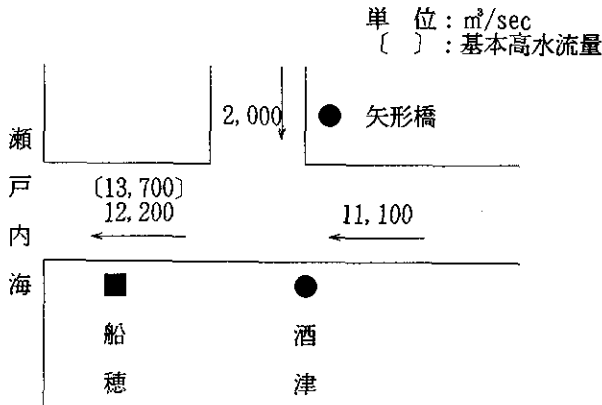 単 位 : ㎥/sec
〔 〕 : 基本高水流量
2,000
矢形橋
瀬戸内海
〔13,700〕
12,200
11,100
船穂
酒津